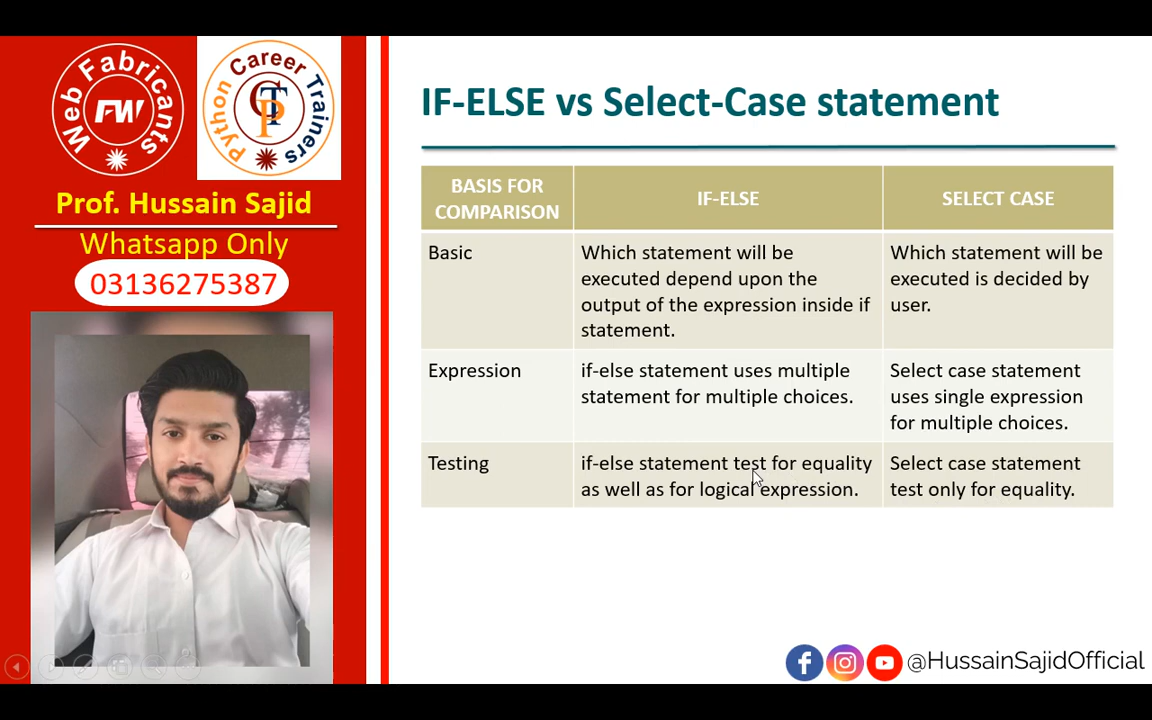 Web Fabricants
FW
Python Career Trainers
Prof. Hussain Sajid
Whatsapp Only
03136275387
IF-ELSE vs Select-Case statement
BASIS FOR
COMPARISON
IF-ELSE
SELECT CASE
Basic
Which statement will be
executed depend upon the
output of the expression inside if
statement.
Which statement will be
executed is decided by
user.
Expression
if-else statement uses multiple
statement for multiple choices.
Select case statement
uses single expression
for multiple choices.
Testing
if-else statement test for equality
as well as for logical expression.
Select case statement
test only for equality.
@HussainSajidOfficial